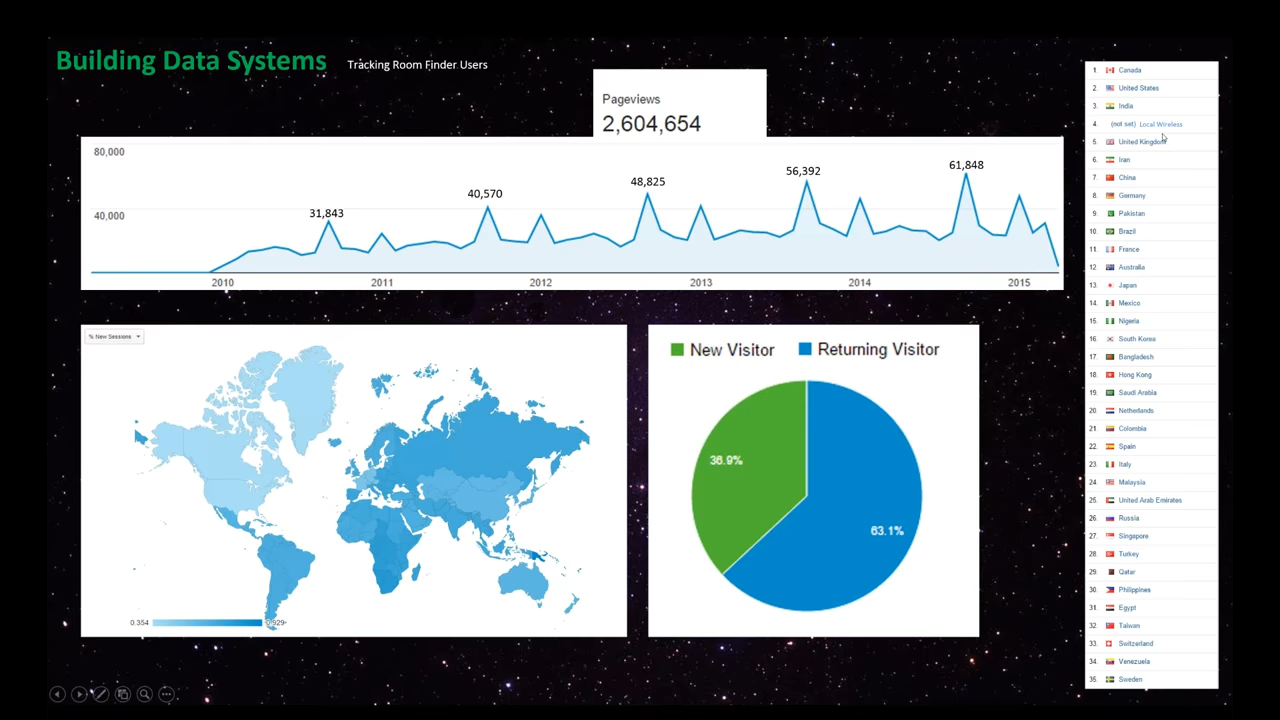 Building Data Systems
Tracking Room Finder Users
Pageviews
2,604,654
80,000
40,000
31,843
40,570
48,825
56,392
61,848
2010
2011
2012
2013
2014
2015
% New Sessions
0.354
0.929
New Visitor
Returning Visitor
36.9%
63.1%
1. Canada
2. United States
3. India
4. (not set) Local Wireless
5. United Kingdom
6. Iran
7. China
8. Germany
9. Pakistan
10. Brazil
11. France
12. Australia
13. Japan
14. Mexico
15. Nigeria
16. South Korea
17. Bangladesh
18. Hong Kong
19. Saudi Arabia
20. Netherlands
21. Colombia
22. Spain
23. Italy
24. Malaysia
25. United Arab Emirates
26. Russia
27. Singapore
28. Turkey
29. Qatar
30. Philippines
31. Egypt
32. Taiwan
33. Switzerland
34. Venezuela
35. Sweden